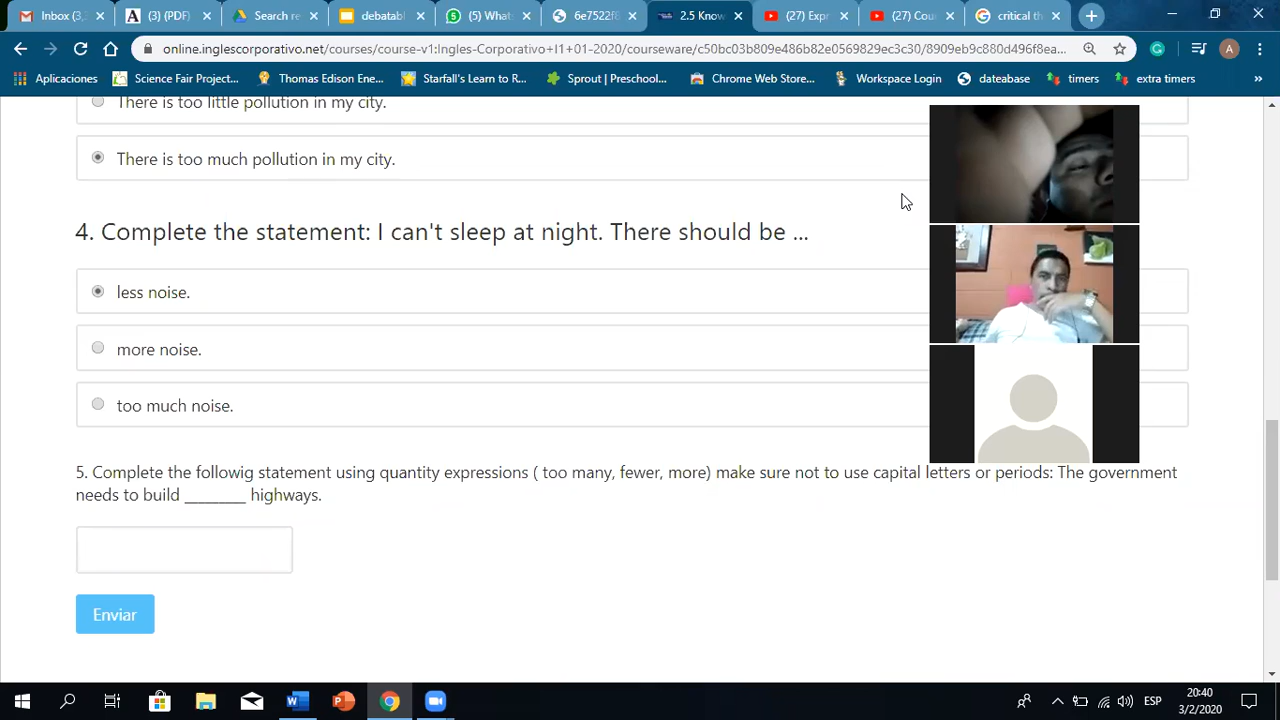 Inbox (3,
(3) (PDF)
Search re
debatabl
(5) Whats
6e7522f8
2.5 Know
(27) Expr
(27) Cou
critical th
online.inglescorporativo.net/courses/course-v1:Ingles-Corporativo+I1+01-2020/courseware/c50bc03b809e486b82e0569829ec3c30/8909eb9c880d496f8ea...
A
Aplicaciones
Science Fair Project...
Thomas Edison Ene...
Starfall's Learn to R...
Sprout | Preschool...
Chrome Web Store...
Workspace Login
dateabase
timers
extra timers
»
There is too little pollution in my city.
There is too much pollution in my city.
4. Complete the statement: I can't sleep at night. There should be ...
less noise.
more noise.
too much noise.
5. Complete the followig statement using quantity expressions ( too many, fewer, more) make sure not to use capital letters or periods: The government
needs to build ________ highways.
Enviar
ESP
20:40
3/2/2020